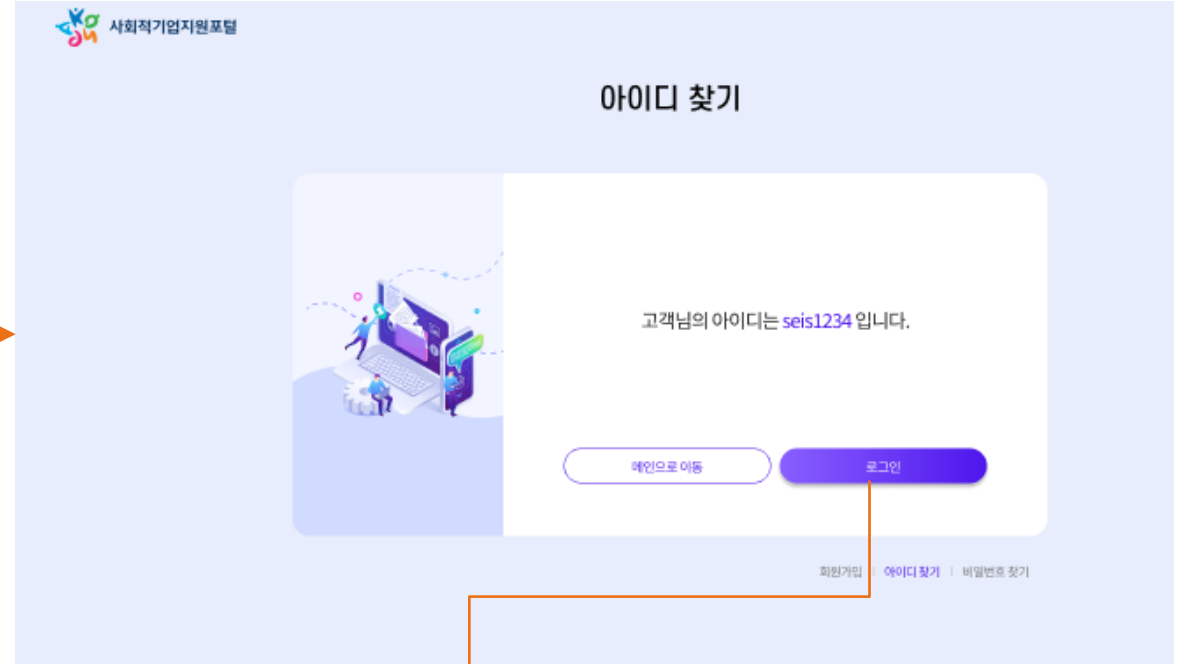 사회적기업지원포털
아이디 찾기
고객님의 아이디는 seis1234 입니다.
메인으로 이동
로그인
회원가입 | 아이디 찾기 | 비밀번호 찾기